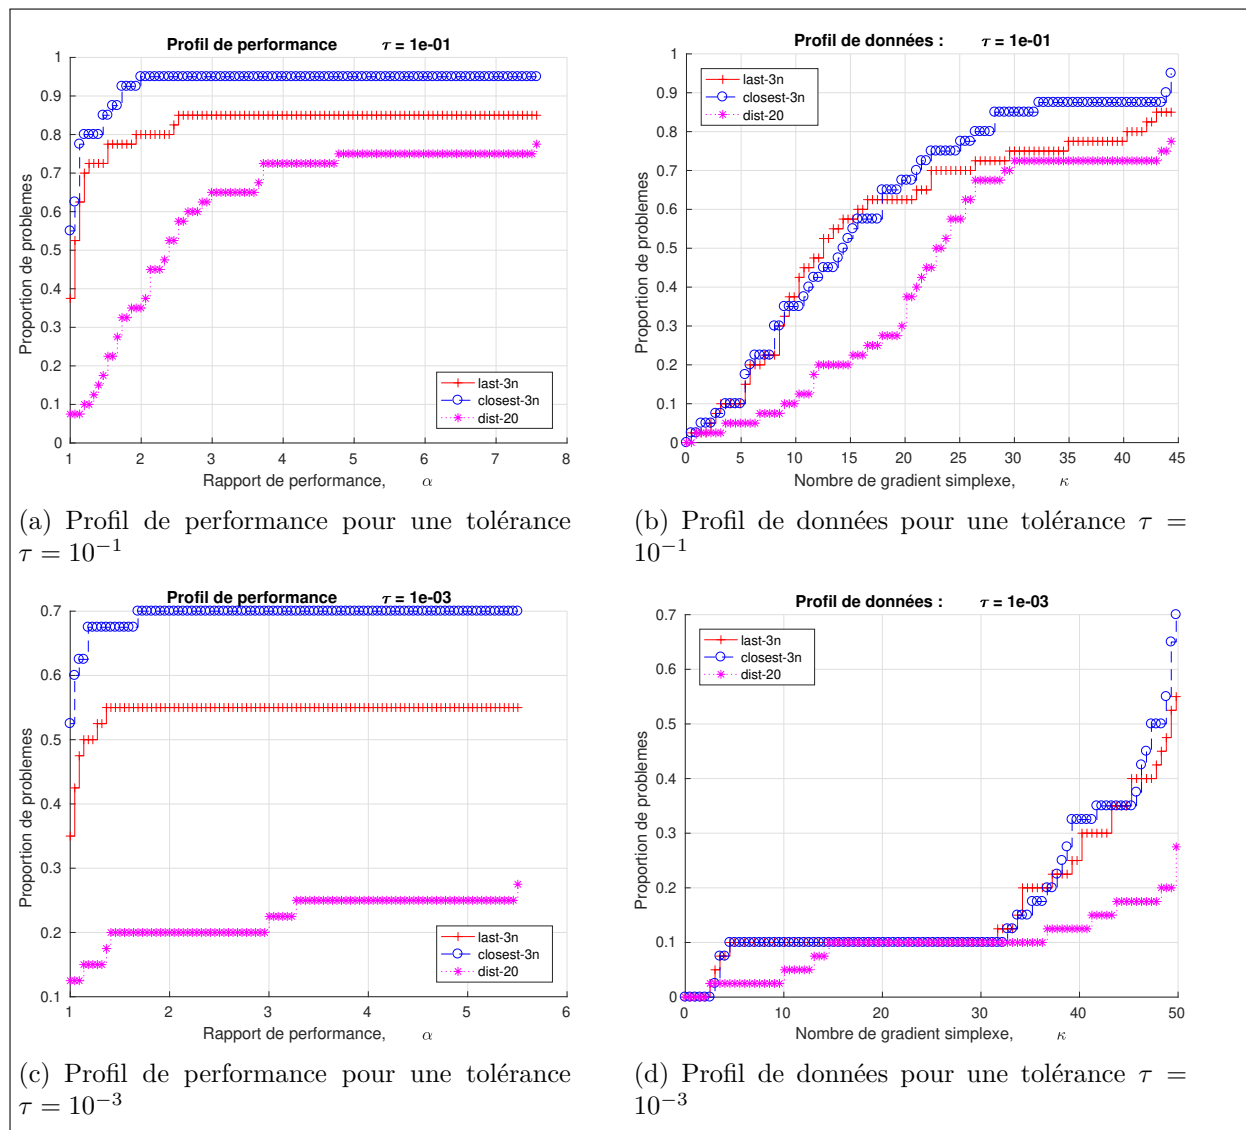 Profil de performance τ = 1e-01
1
0.9
0.8
0.7
0.6
0.5
0.4
0.3
0.2
0.1
0
Proportion de problemes
last-3n
closest-3n
dist-20
1 2 3 4 5 6 7 8
Rapport de performance, α
(a) Profil de performance pour une tolérance
τ = 10⁻¹
Profil de données : τ = 1e-01
1
0.9
0.8
0.7
0.6
0.5
0.4
0.3
0.2
0.1
0
Proportion de problemes
last-3n
closest-3n
dist-20
0 5 10 15 20 25 30 35 40 45
Nombre de gradient simplexe, κ
(b) Profil de données pour une tolérance τ =
10⁻¹
Profil de performance τ = 1e-03
0.7
0.6
0.5
0.4
0.3
0.2
0.1
Proportion de problemes
last-3n
closest-3n
dist-20
1 2 3 4 5 6
Rapport de performance, α
(c) Profil de performance pour une tolérance
τ = 10⁻³
Profil de données : τ = 1e-03
0.7
0.6
0.5
0.4
0.3
0.2
0.1
0
Proportion de problemes
last-3n
closest-3n
dist-20
0 10 20 30 40 50
Nombre de gradient simplexe, κ
(d) Profil de données pour une tolérance τ =
10⁻³